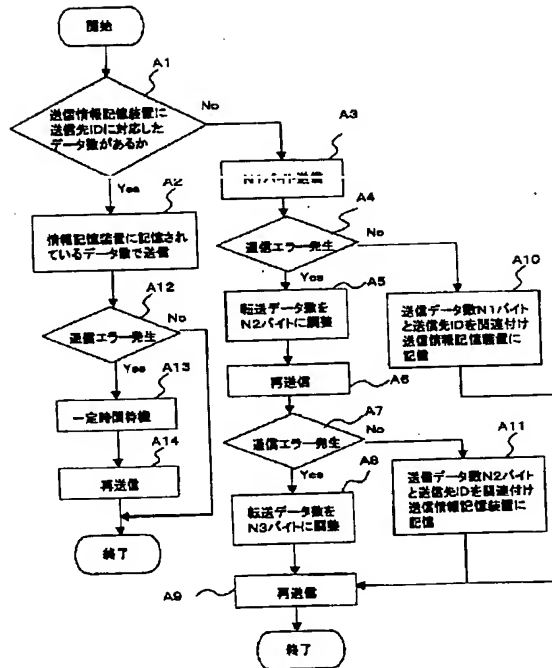 開始
A1
送信情報記憶装置に
送信先IDに対応した
データ数があるか
No
Yes
A2
情報記憶装置に記憶され
ているデータ数で送信
A12
通信エラー発生
No
Yes
A13
一定時間待機
A14
再送信
終了
A3
N1バイト送信
A4
通信エラー発生
No
Yes
A5
転送データ数を
N2バイトに調整
再送信
A6
A7
通信エラー発生
No
Yes
A8
転送データ数を
N3バイトに調整
A9
再送信
終了
A10
送信データ数N1バイト
と送信先IDを関連付け
送信情報記憶装置に
記憶
A11
送信データ数N2バイト
と送信先IDを関連付け
送信情報記憶装置に
記憶